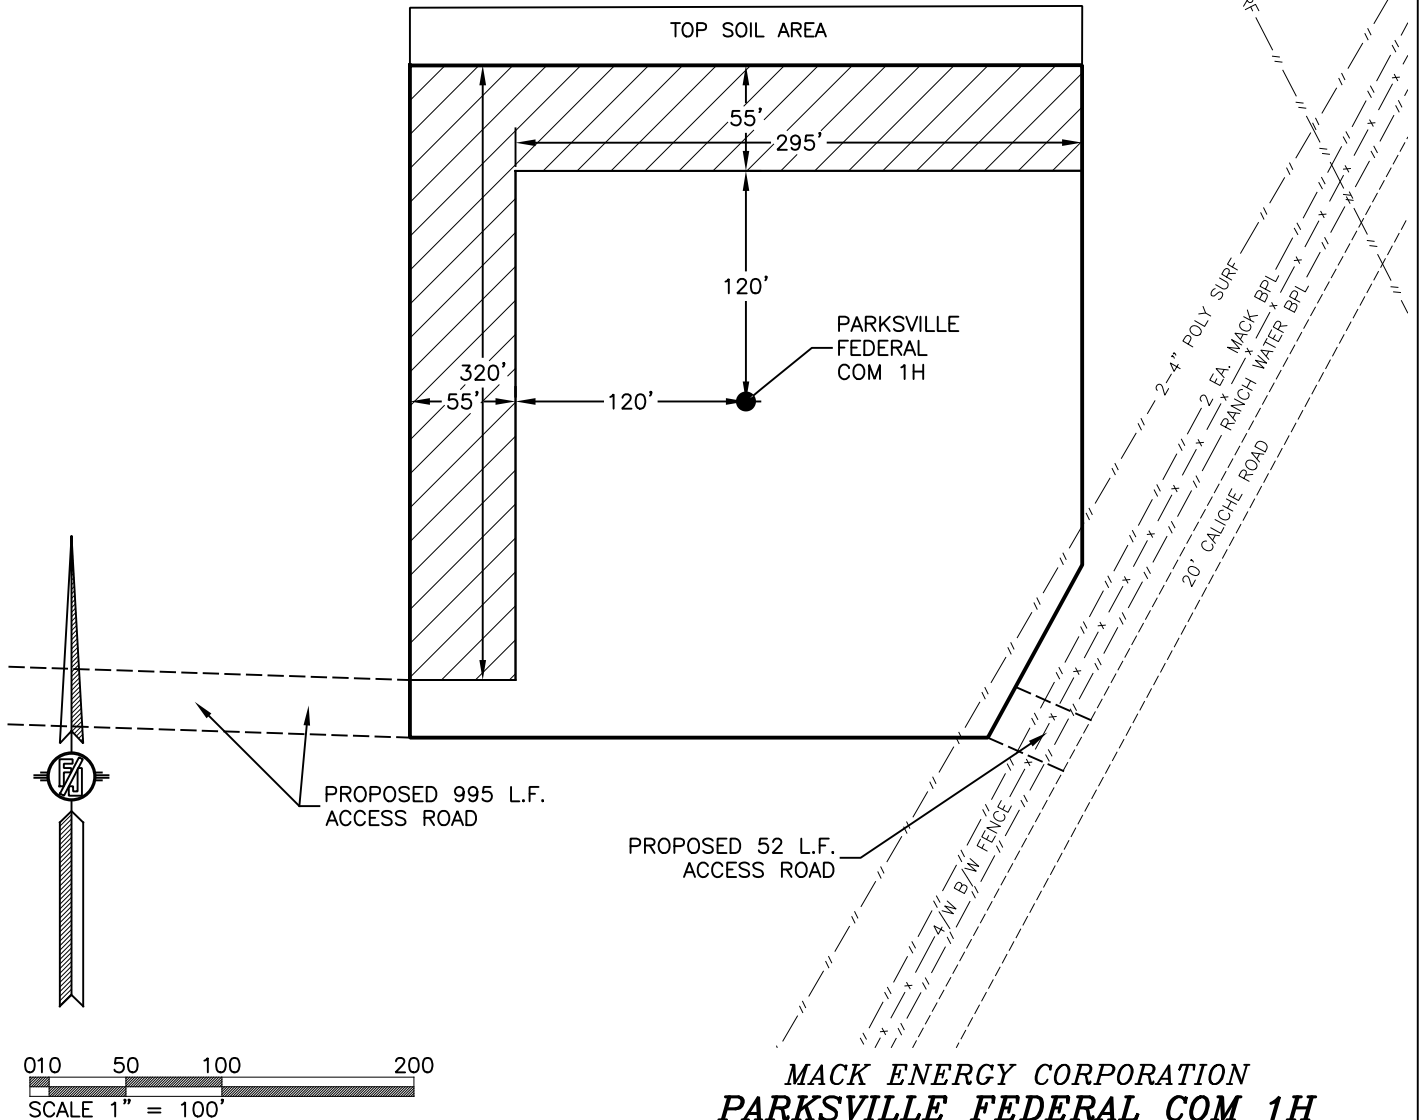 TOP SOIL AREA
55'
295'
120'
PARKSVILLE
FEDERAL
COM 1H
320'
55'
120'
2-4" POLY SURF
2 EA. MACK BPL
RANCH WATER BPL
20' CALICHE ROAD
PROPOSED 995 L.F.
ACCESS ROAD
PROPOSED 52 L.F.
ACCESS ROAD
4/W B/W FENCE
010 50 100 200
SCALE 1" = 100'
MACK ENERGY CORPORATION
PARKSVILLE FEDERAL COM 1H